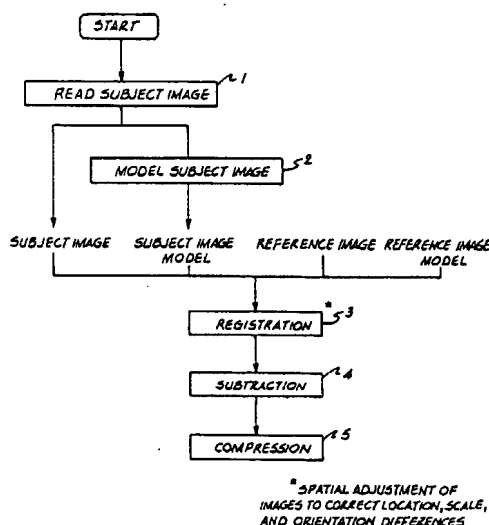 START
READ SUBJECT IMAGE
1
MODEL SUBJECT IMAGE
2
SUBJECT IMAGE
SUBJECT IMAGE
MODEL
REFERENCE IMAGE
REFERENCE IMAGE
MODEL
REGISTRATION
* 3
SUBTRACTION
4
COMPRESSION
5
* SPATIAL ADJUSTMENT OF
IMAGES TO CORRECT LOCATION, SCALE,
AND ORIENTATION DIFFERENCES